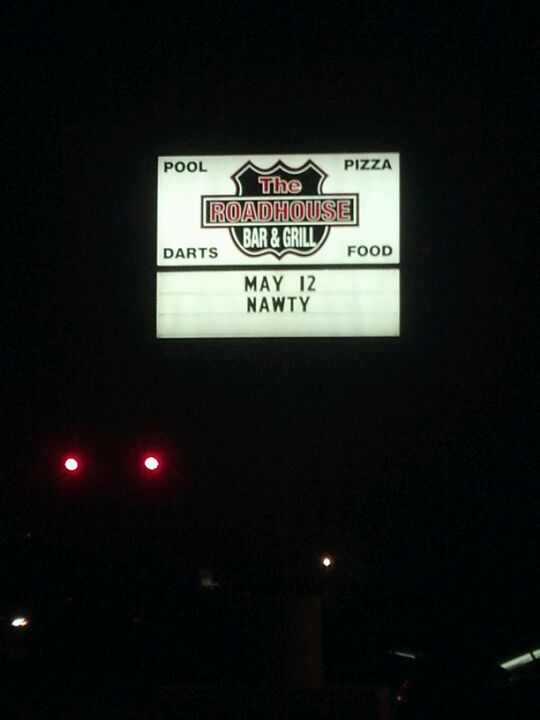 POOL
PIZZA
The
ROADHOUSE
BAR & GRILL
DARTS
FOOD
MAY 12
NAWTY